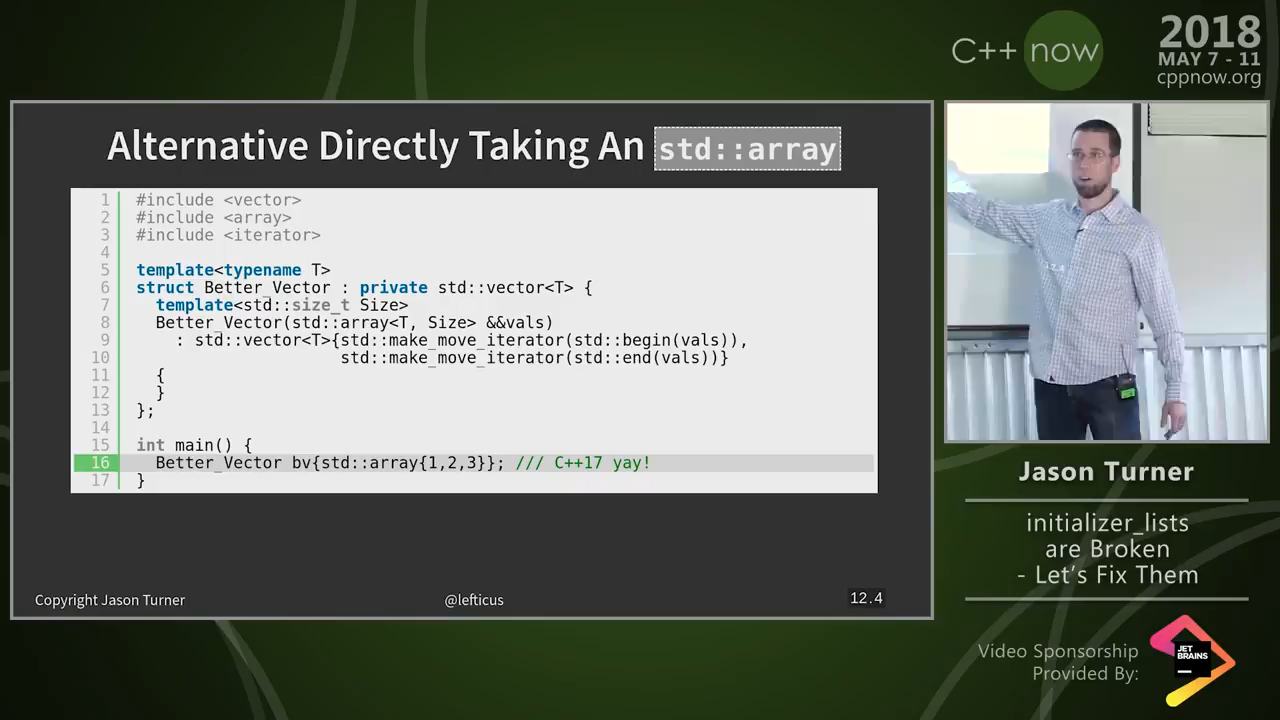 C++ now
2018
MAY 7 - 11
cppnow.org
Alternative Directly Taking An std::array
1 #include <vector>
2 #include <array>
3 #include <iterator>
4
5 template<typename T>
6 struct Better_Vector : private std::vector<T> {
7   template<std::size_t Size>
8   Better_Vector(std::array<T, Size> &&vals)
9     : std::vector<T>{std::make_move_iterator(std::begin(vals)),
10                      std::make_move_iterator(std::end(vals))}
11   {
12   }
13 };
14
15 int main() {
16   Better_Vector bv{std::array{1,2,3}}; /// C++17 yay!
17 }
Copyright Jason Turner
@lefticus
12.4
Jason Turner
initializer_lists
are Broken
- Let’s Fix Them
Video Sponsorship
Provided By:
JET
BRAINS